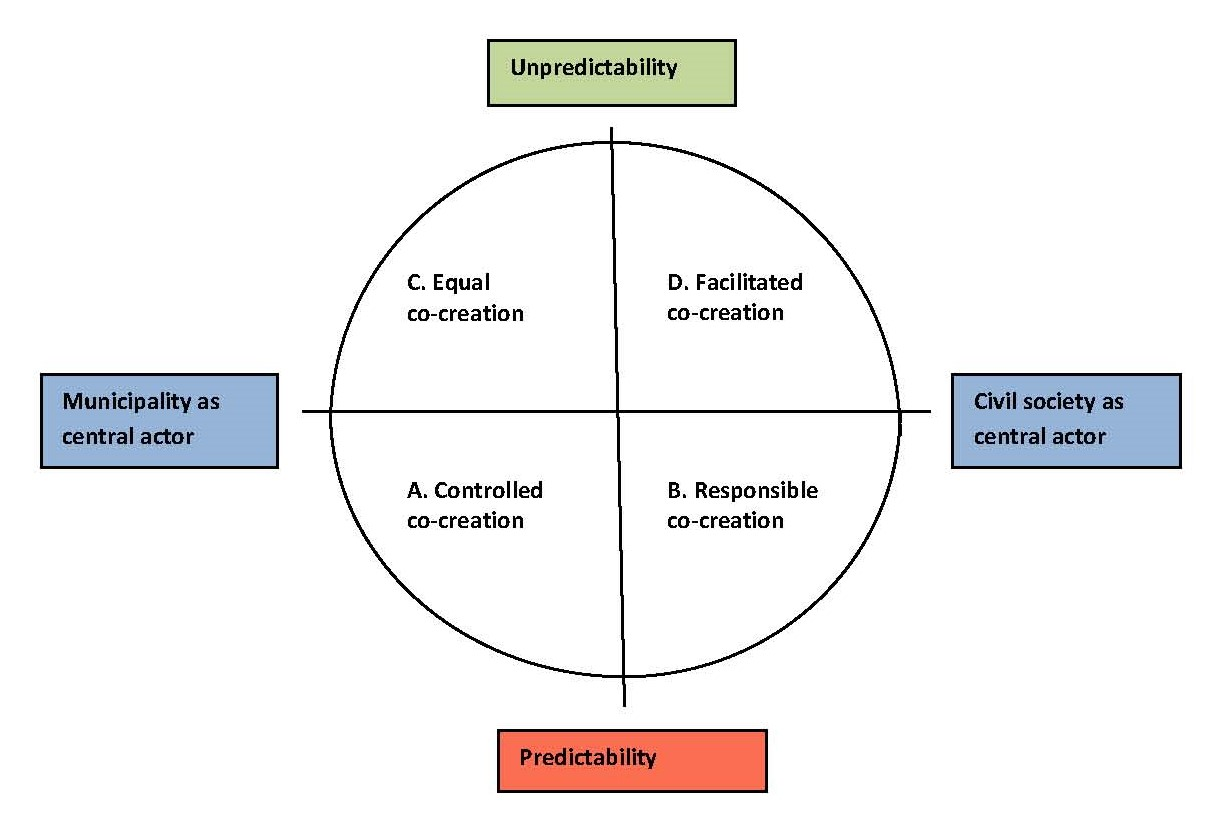 Unpredictability
C. Equal
co-creation
D. Facilitated
co-creation
Municipality as
central actor
Civil society as
central actor
A. Controlled
co-creation
B. Responsible
co-creation
Predictability